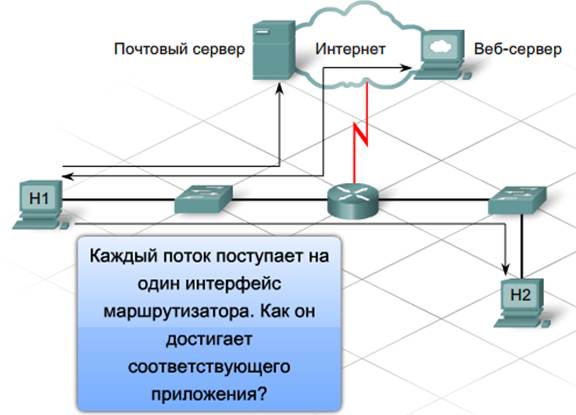 Почтовый сервер
Интернет
Веб-сервер
H1
H2
Каждый поток поступает на
один интерфейс
маршрутизатора. Как он
достигает
соответствующего
приложения?